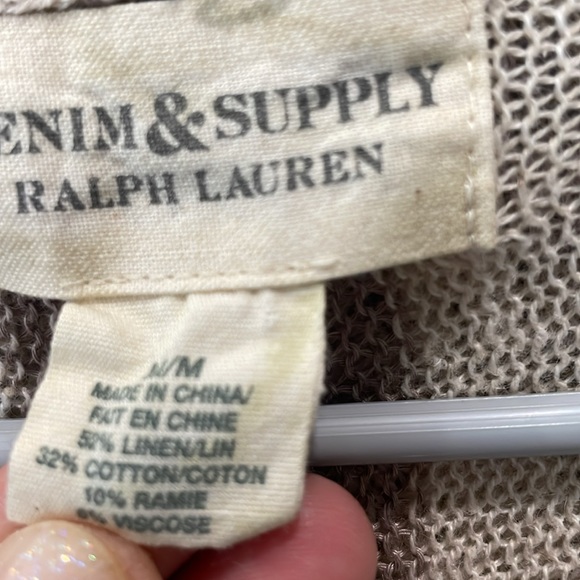 ENIM & SUPPLY
RALPH LAUREN
M/M
MADE IN CHINA/
FAIT EN CHINE
50% LINEN/LIN
32% COTTON/COTON
10% RAMIE
8% VISCOSE